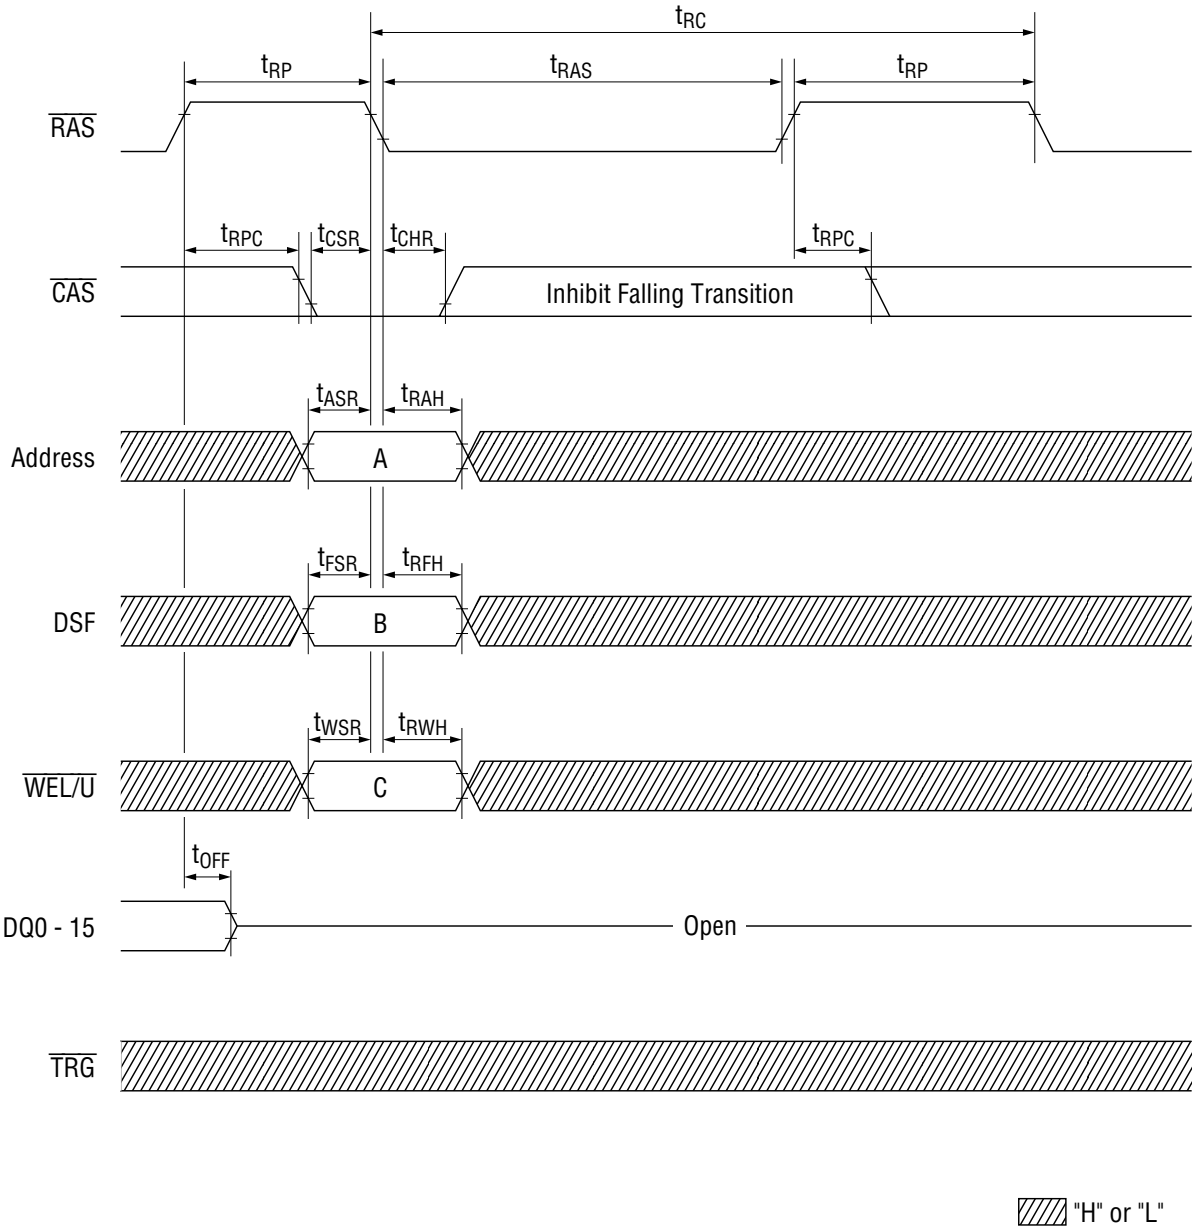 tRC
tRP tRAS tRP
RAS
tRPC tCSR tCHR tRPC
CAS Inhibit Falling Transition
tASR tRAH
Address A
tFSR tRFH
DSF B
tWSR tRWH
WEL/U C
tOFF
DQ0 - 15 Open
TRG
"H" or "L"